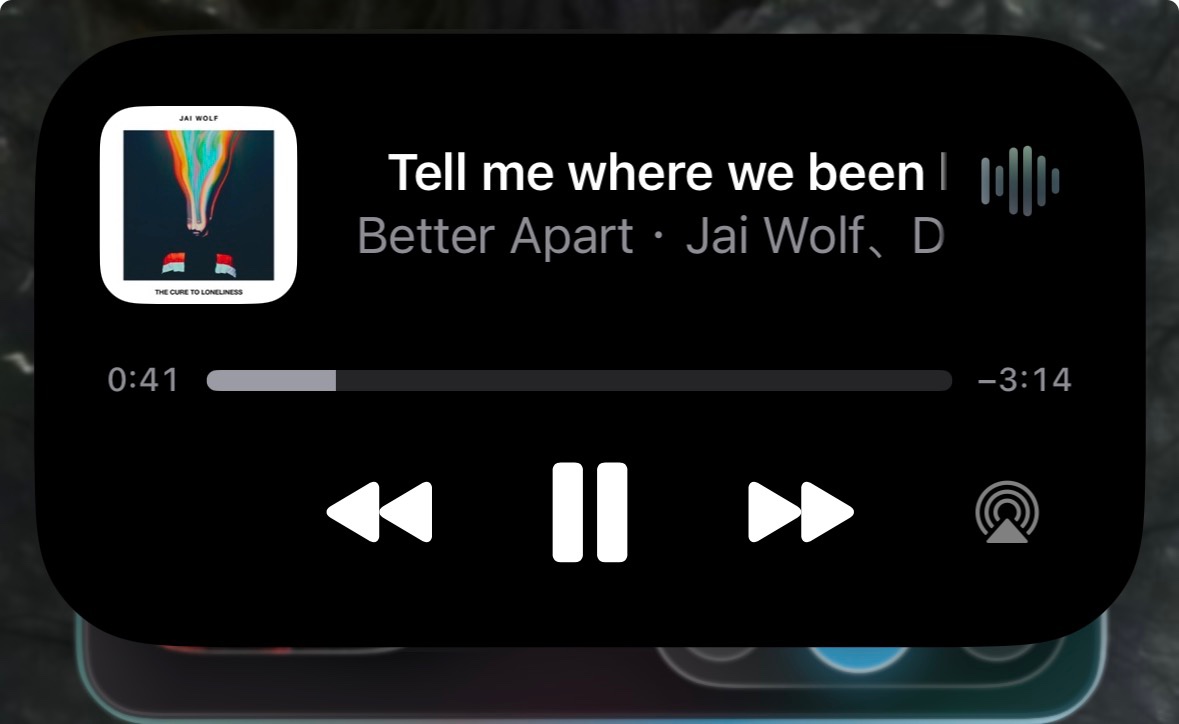 JAI WOLF
THE CURE TO LONELINESS
Tell me where we been
Better Apart · Jai Wolf、D
0:41
−3:14